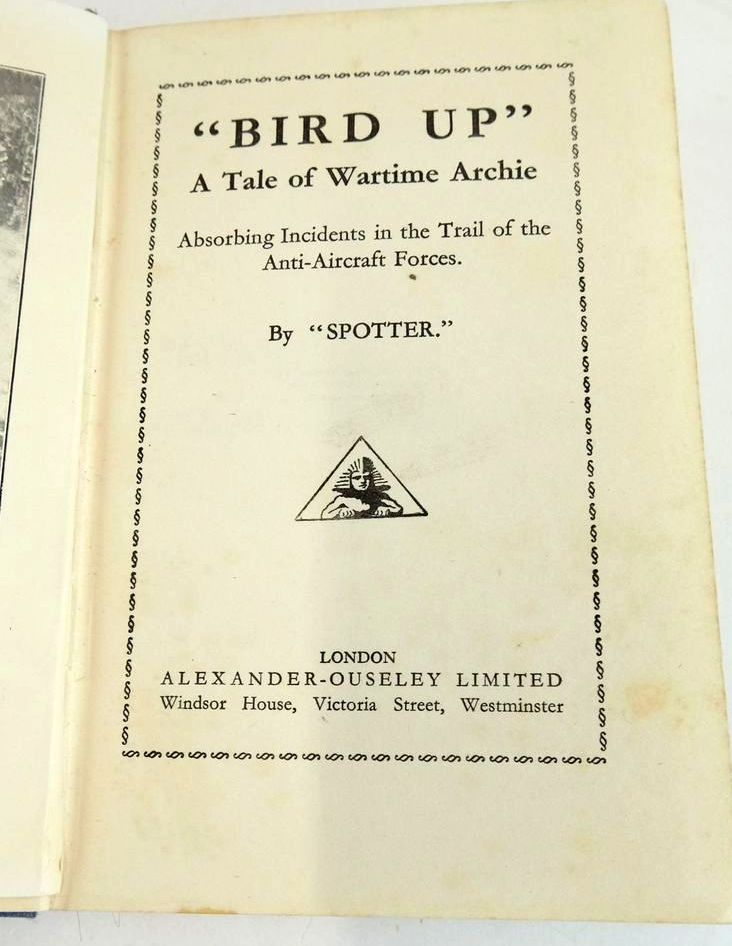 “BIRD UP”
A Tale of Wartime Archie
Absorbing Incidents in the Trail of the
Anti-Aircraft Forces.
By “SPOTTER.”
LONDON
ALEXANDER-OUSELEY LIMITED
Windsor House, Victoria Street, Westminster